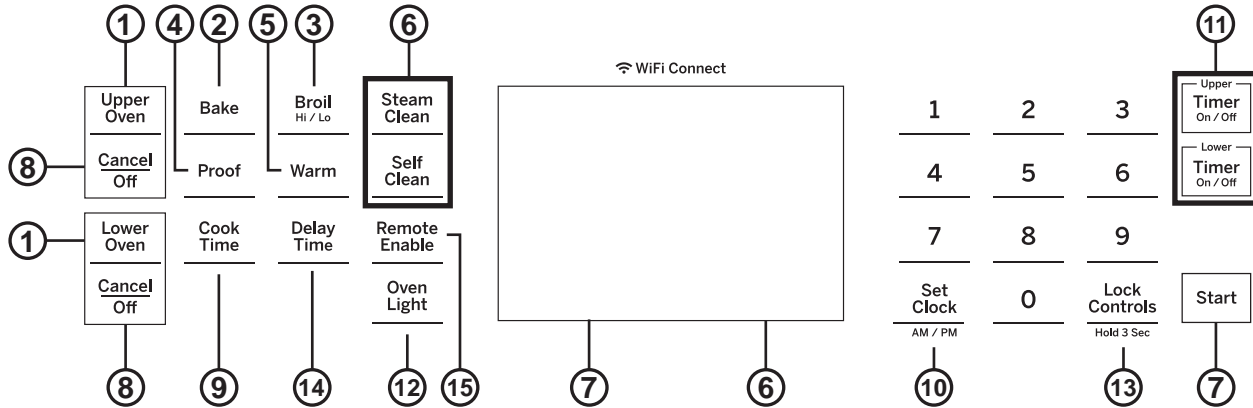 1 4 2 5 3 6 11
WiFi Connect
Upper
Oven
Bake
Broil
Hi / Lo
Steam
Clean
1 2 3
Upper
Timer
On / Off
8
Cancel
Off
Proof
Warm
Self
Clean
4 5 6
Lower
Timer
On / Off
1
Lower
Oven
Cook
Time
Delay
Time
Remote
Enable
7 8 9
Cancel
Off
Oven
Light
Set
Clock
AM / PM
0
Lock
Controls
Hold 3 Sec
Start
8 9 14 12 15 7 6 10 13 7